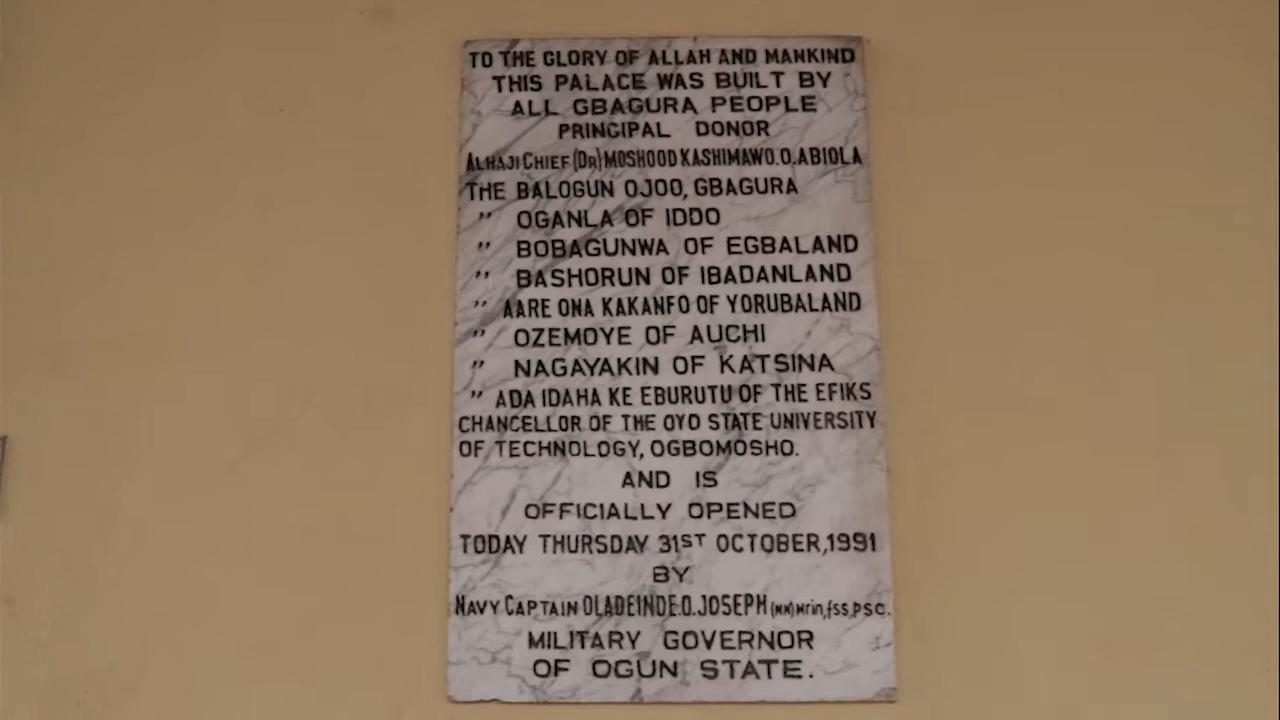 TO THE GLORY OF ALLAH AND MANKIND
THIS PALACE WAS BUILT BY
ALL GBAGURA PEOPLE
PRINCIPAL DONOR
ALHAJI CHIEF (DR) MOSHOOD KASHIMAWO.O.ABIOLA
THE BALOGUN OJOO, GBAGURA
" OGANLA OF IDDO
" BOBAGUNWA OF EGBALAND
" BASHORUN OF IBADANLAND
" AARE ONA KAKANFO OF YORUBALAND
" OZEMOYE OF AUCHI
" NAGAYAKIN OF KATSINA
" ADA IDAHA KE EBURUTU OF THE EFIKS
CHANCELLOR OF THE OYO STATE UNIVERSITY
OF TECHNOLOGY, OGBOMOSHO.
AND IS
OFFICIALLY OPENED
TODAY THURSDAY 31ST OCTOBER,1991
BY
NAVY CAPTAIN OLADEINDE.O.JOSEPH (NN) Mrin,fss,psc.
MILITARY GOVERNOR
OF OGUN STATE.